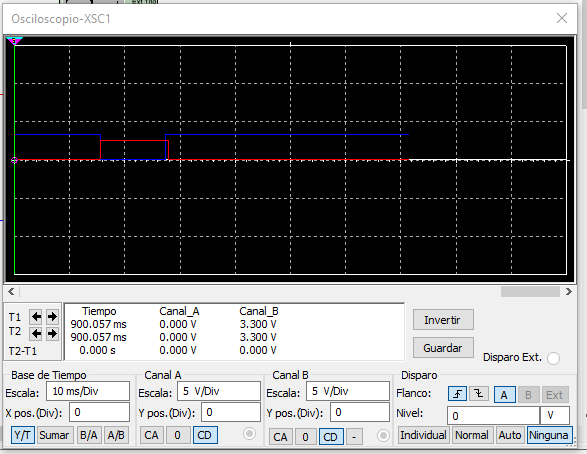 Ext Trig
Osciloscopio-XSC1
T1
T2
T2-T1
Tiempo Canal_A Canal_B
900.057 ms 0.000 V 3.300 V
900.057 ms 0.000 V 3.300 V
0.000 s 0.000 V 0.000 V
Invertir
Guardar
Disparo Ext.
Base de Tiempo
Escala: 10 ms/Div
X pos.(Div): 0
Y/T Sumar B/A A/B
Canal A
Escala: 5 V/Div
Y pos.(Div): 0
CA 0 CD
Canal B
Escala: 5 V/Div
Y pos.(Div): 0
CA 0 CD -
Disparo
Flanco: A B Ext
Nivel: 0 V
Individual Normal Auto Ninguna